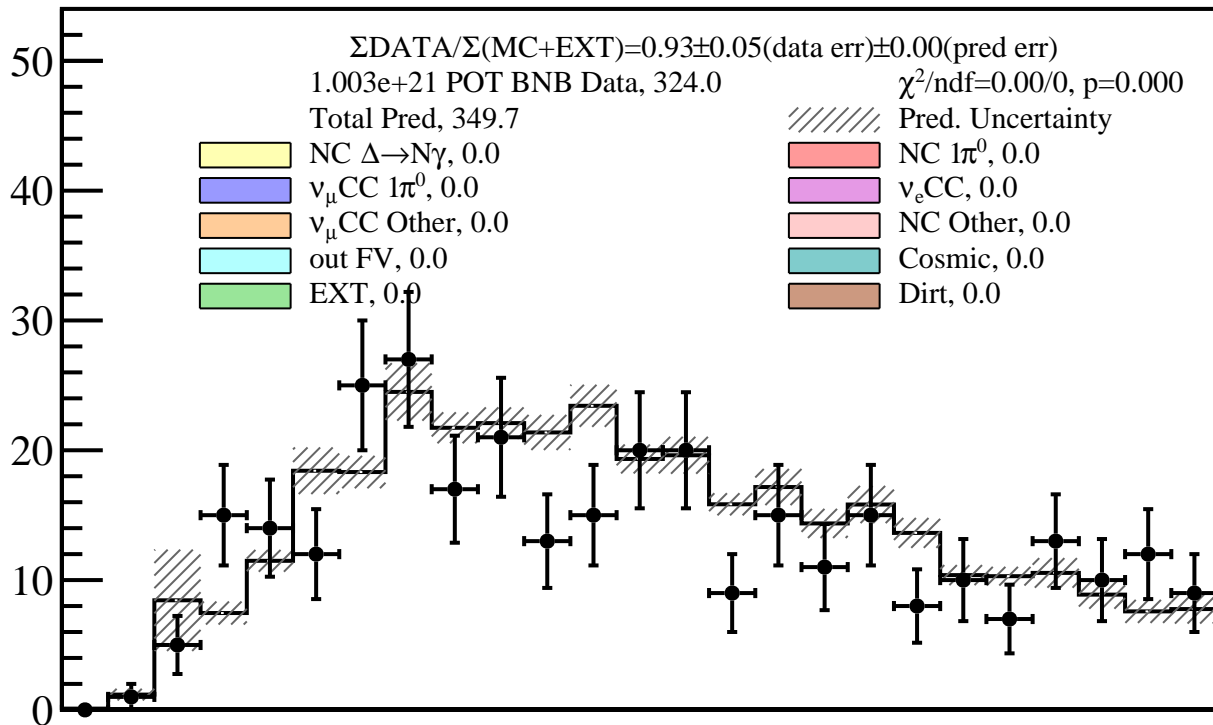 ΣDATA/Σ(MC+EXT)=0.93±0.05(data err)±0.00(pred err)
1.003e+21 POT BNB Data, 324.0
χ²/ndf=0.00/0, p=0.000
Total Pred, 349.7
Pred. Uncertainty
NC Δ→Nγ, 0.0
NC 1π⁰, 0.0
νμCC 1π⁰, 0.0
νeCC, 0.0
νμCC Other, 0.0
NC Other, 0.0
out FV, 0.0
Cosmic, 0.0
EXT, 0.0
Dirt, 0.0
50
40
30
20
10
0